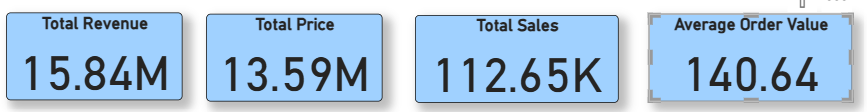 Total Revenue
15.84M
Total Price
13.59M
Total Sales
112.65K
Average Order Value
140.64